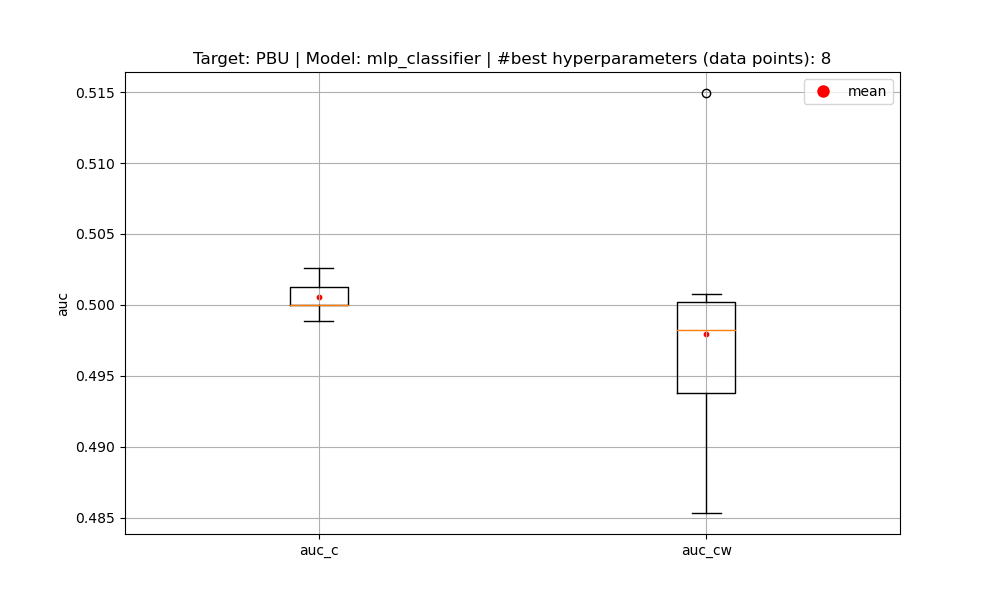 Target: PBU | Model: mlp_classifier | #best hyperparameters (data points): 8
mean
0.515
0.510
0.505
0.500
0.495
0.490
0.485
auc
auc_c
auc_cw